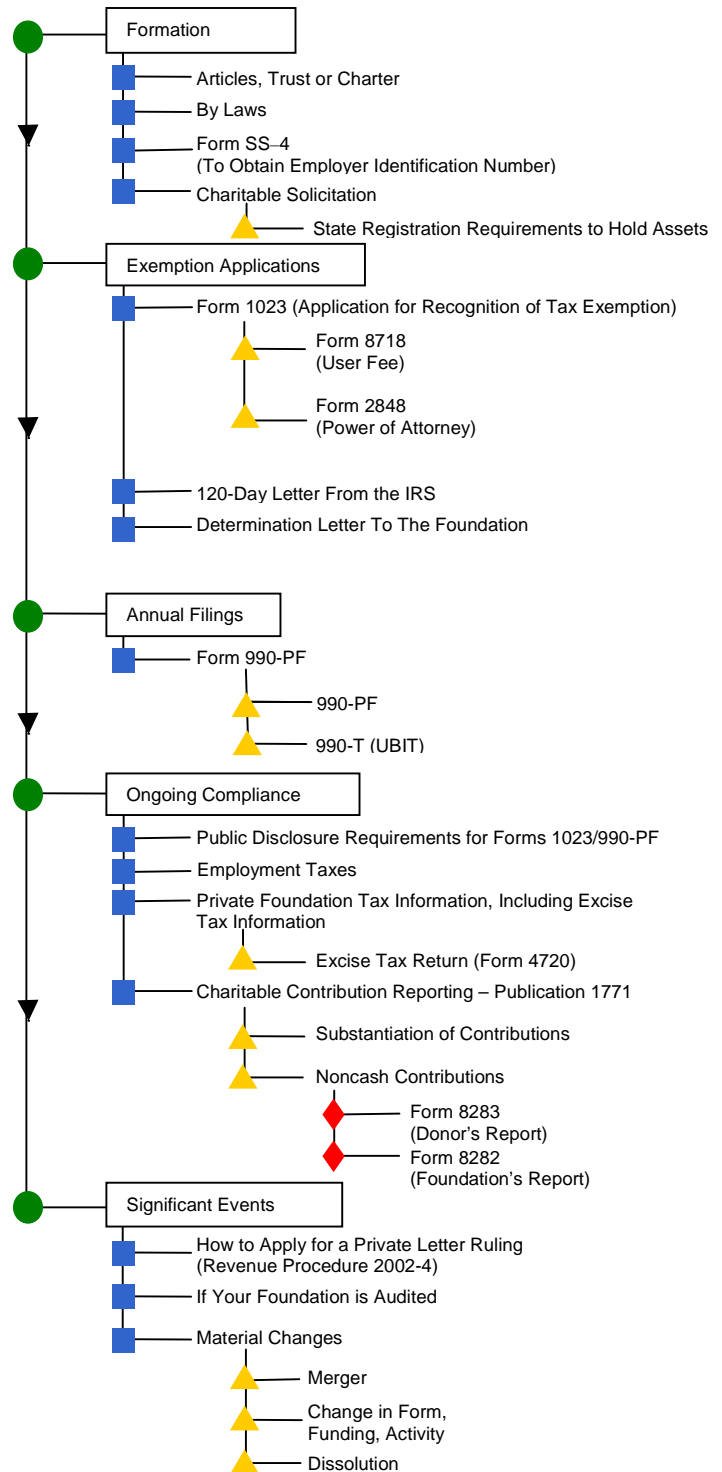 Formation
Articles, Trust or Charter
By Laws
Form SS–4
(To Obtain Employer Identification Number)
Charitable Solicitation
State Registration Requirements to Hold Assets
Exemption Applications
Form 1023 (Application for Recognition of Tax Exemption)
Form 8718
(User Fee)
Form 2848
(Power of Attorney)
120-Day Letter From the IRS
Determination Letter To The Foundation
Annual Filings
Form 990-PF
990-PF
990-T (UBIT)
Ongoing Compliance
Public Disclosure Requirements for Forms 1023/990-PF
Employment Taxes
Private Foundation Tax Information, Including Excise
Tax Information
Excise Tax Return (Form 4720)
Charitable Contribution Reporting – Publication 1771
Substantiation of Contributions
Noncash Contributions
Form 8283
(Donor's Report)
Form 8282
(Foundation's Report)
Significant Events
How to Apply for a Private Letter Ruling
(Revenue Procedure 2002-4)
If Your Foundation is Audited
Material Changes
Merger
Change in Form,
Funding, Activity
Dissolution